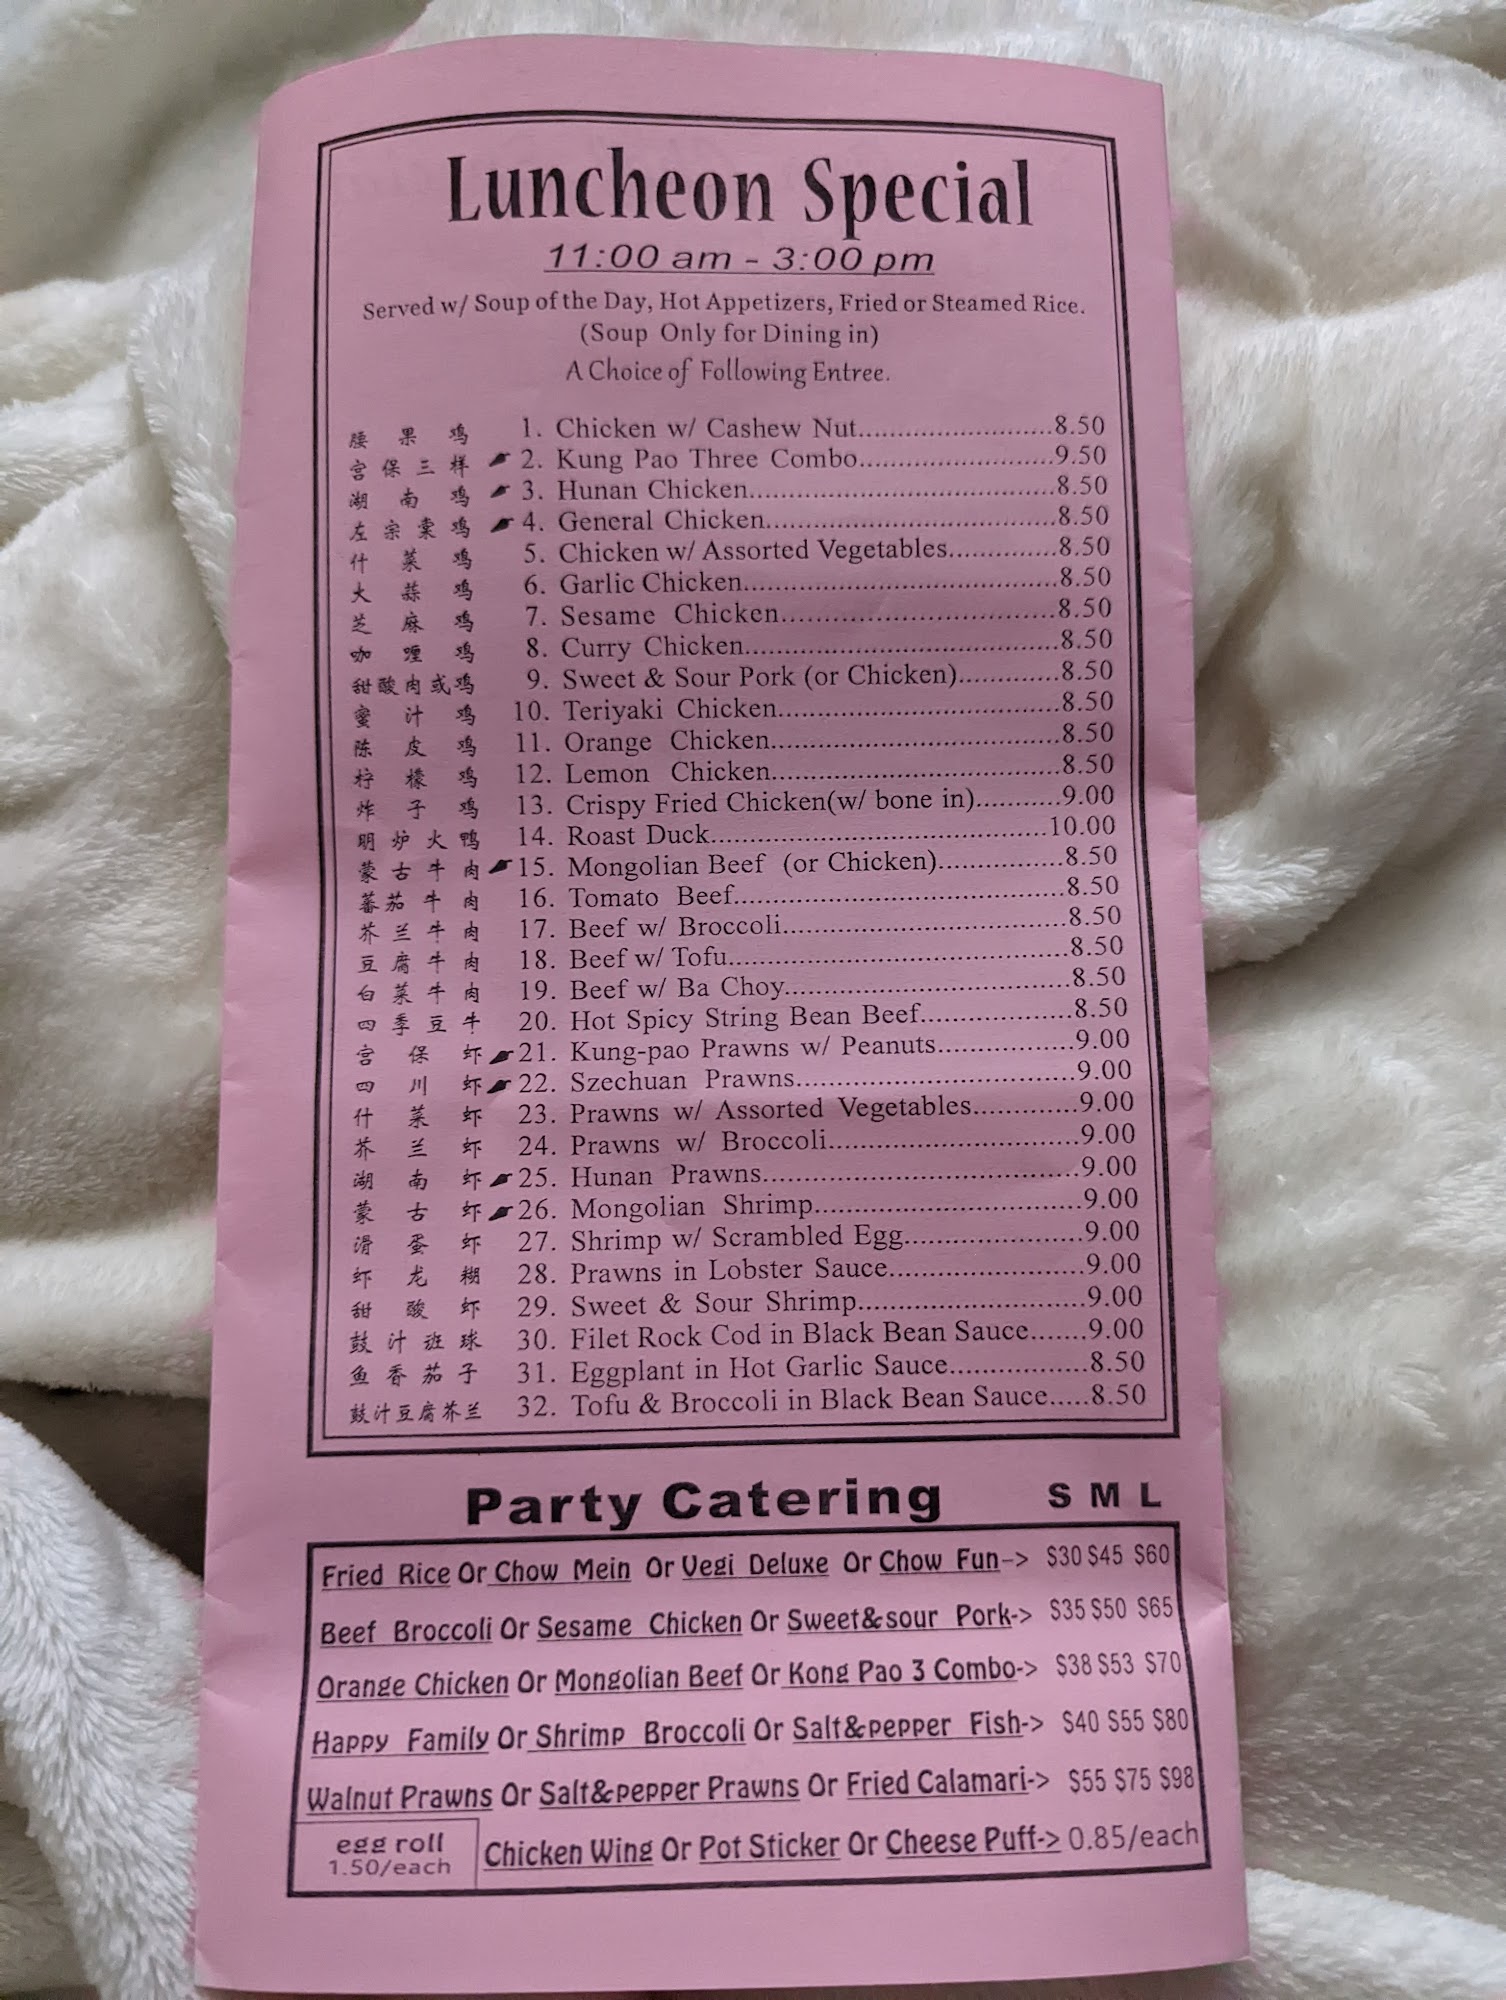 Luncheon Special
11:00 am - 3:00 pm
Served w/ Soup of the Day, Hot Appetizers, Fried or Steamed Rice.
(Soup Only for Dining in)
A Choice of Following Entree.
腰果鸡 1. Chicken w/ Cashew Nut.........................8.50
宫保三样 2. Kung Pao Three Combo.........................9.50
湖南鸡 3. Hunan Chicken.........................8.50
左宗棠鸡 4. General Chicken.........................8.50
什菜鸡 5. Chicken w/ Assorted Vegetables..............8.50
大蒜鸡 6. Garlic Chicken.........................8.50
芝麻鸡 7. Sesame Chicken.........................8.50
咖喱鸡 8. Curry Chicken.........................8.50
甜酸肉或鸡 9. Sweet & Sour Pork (or Chicken).............8.50
蜜汁鸡 10. Teriyaki Chicken.........................8.50
陈皮鸡 11. Orange Chicken.........................8.50
柠檬鸡 12. Lemon Chicken.........................8.50
炸子鸡 13. Crispy Fried Chicken(w/ bone in)...........9.00
明炉火鸭 14. Roast Duck.........................10.00
蒙古牛肉 15. Mongolian Beef (or Chicken)................8.50
蕃茄牛肉 16. Tomato Beef.........................8.50
芥兰牛肉 17. Beef w/ Broccoli.........................8.50
豆腐牛肉 18. Beef w/ Tofu.........................8.50
白菜牛肉 19. Beef w/ Ba Choy.........................8.50
四季豆牛 20. Hot Spicy String Bean Beef....................8.50
宫保虾 21. Kung-pao Prawns w/ Peanuts..................9.00
四川虾 22. Szechuan Prawns.........................9.00
什菜虾 23. Prawns w/ Assorted Vegetables..............9.00
芥兰虾 24. Prawns w/ Broccoli.........................9.00
湖南虾 25. Hunan Prawns.........................9.00
蒙古虾 26. Mongolian Shrimp.........................9.00
滑蛋虾 27. Shrimp w/ Scrambled Egg.......................9.00
虾龙糊 28. Prawns in Lobster Sauce.........................9.00
甜酸虾 29. Sweet & Sour Shrimp.........................9.00
鼓汁班球 30. Filet Rock Cod in Black Bean Sauce.......9.00
鱼香茄子 31. Eggplant in Hot Garlic Sauce.................8.50
鼓汁豆腐芥兰 32. Tofu & Broccoli in Black Bean Sauce.....8.50
Party Catering S M L
Fried Rice Or Chow Mein Or Vegi Deluxe Or Chow Fun-> $30 $45 $60
Beef Broccoli Or Sesame Chicken Or Sweet&sour Pork-> $35 $50 $65
Orange Chicken Or Mongolian Beef Or Kong Pao 3 Combo-> $38 $53 $70
Happy Family Or Shrimp Broccoli Or Salt&pepper Fish-> $40 $55 $80
Walnut Prawns Or Salt&pepper Prawns Or Fried Calamari-> $55 $75 $98
egg roll
1.50/each
Chicken Wing Or Pot Sticker Or Cheese Puff-> 0.85/each